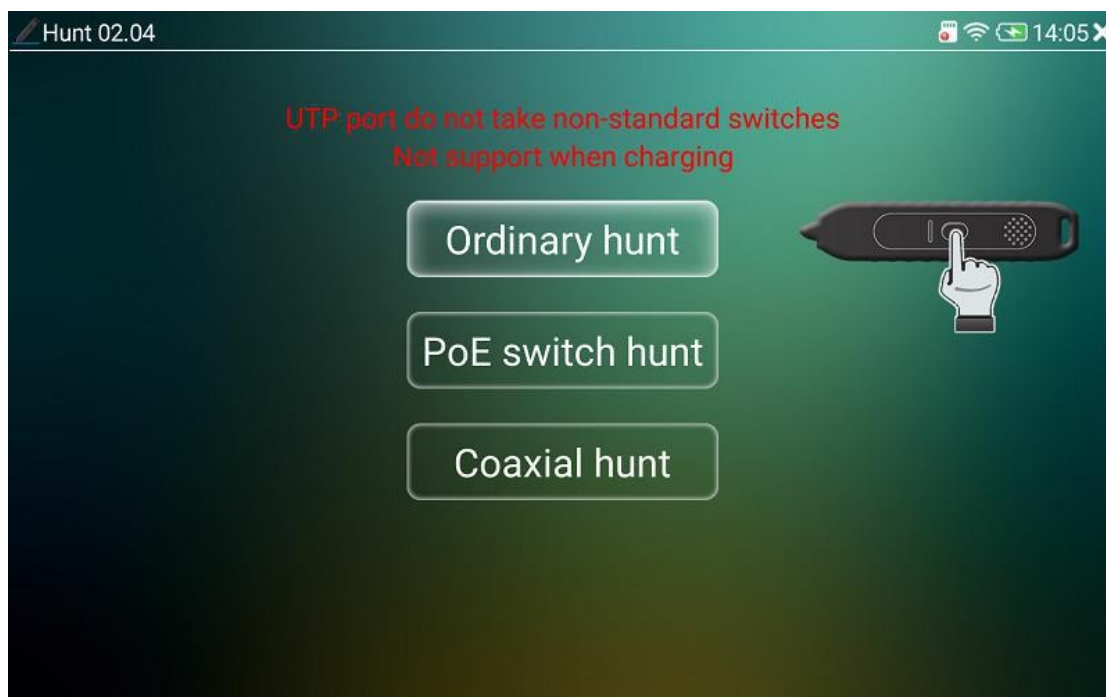 Hunt 02.04
14:05
UTP port do not take non-standard switches
Not support when charging
Ordinary hunt
PoE switch hunt
Coaxial hunt